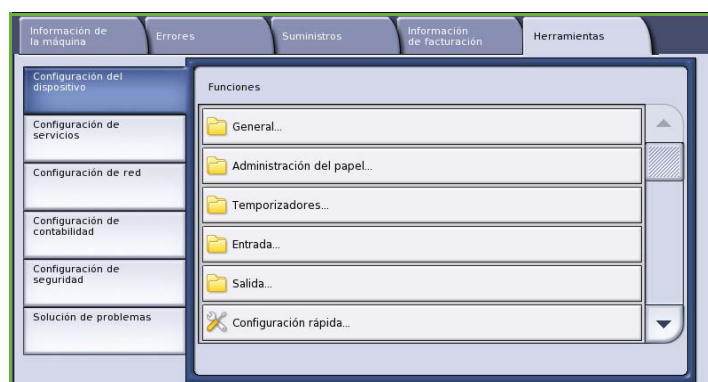 Información de
la máquina
Errores
Suministros
Información
de facturación
Herramientas
Configuración del
dispositivo
Configuración de
servicios
Configuración de red
Configuración de
contabilidad
Configuración de
seguridad
Solución de problemas
Funciones
General...
Administración del papel...
Temporizadores...
Entrada...
Salida...
Configuración rápida...